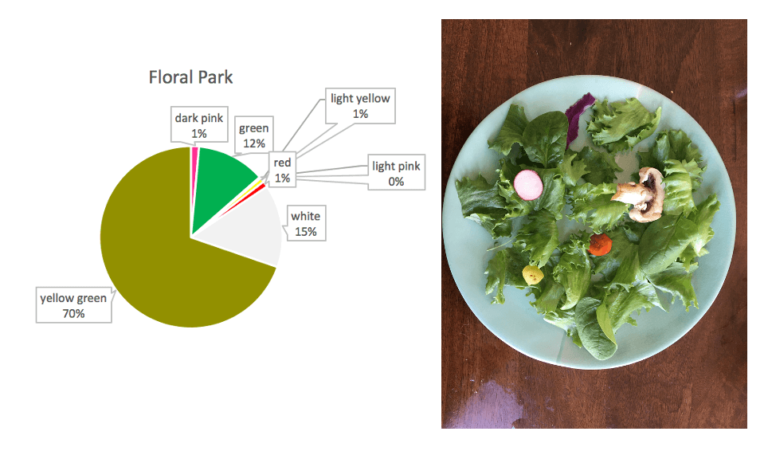 Floral Park
dark pink
1%
green
12%
light yellow
1%
red
1%
light pink
0%
white
15%
yellow green
70%